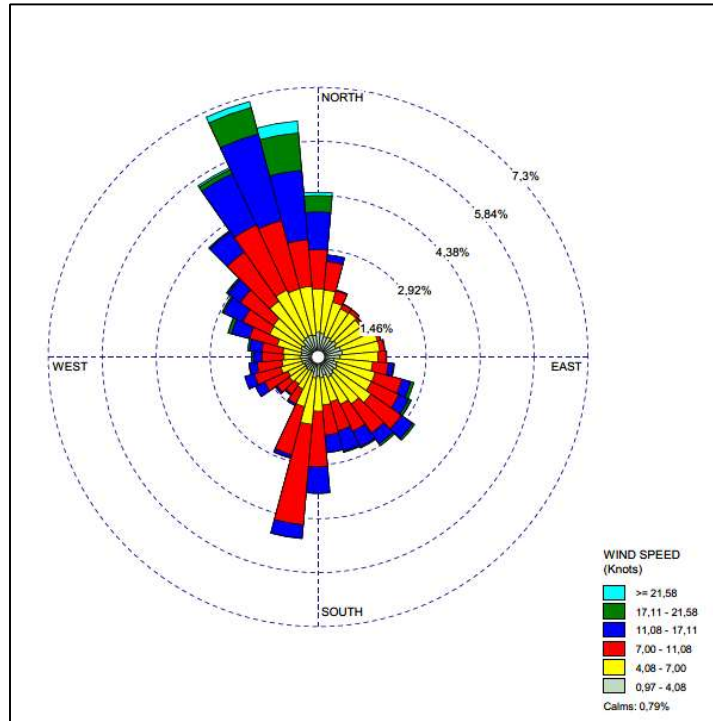 NORTH
7,3%
5,84%
4,38%
2,92%
1,46%
WEST
EAST
SOUTH
WIND SPEED
(Knots)
>= 21,58
17,11 - 21,58
11,08 - 17,11
7,00 - 11,08
4,08 - 7,00
0,97 - 4,08
Calms: 0,79%